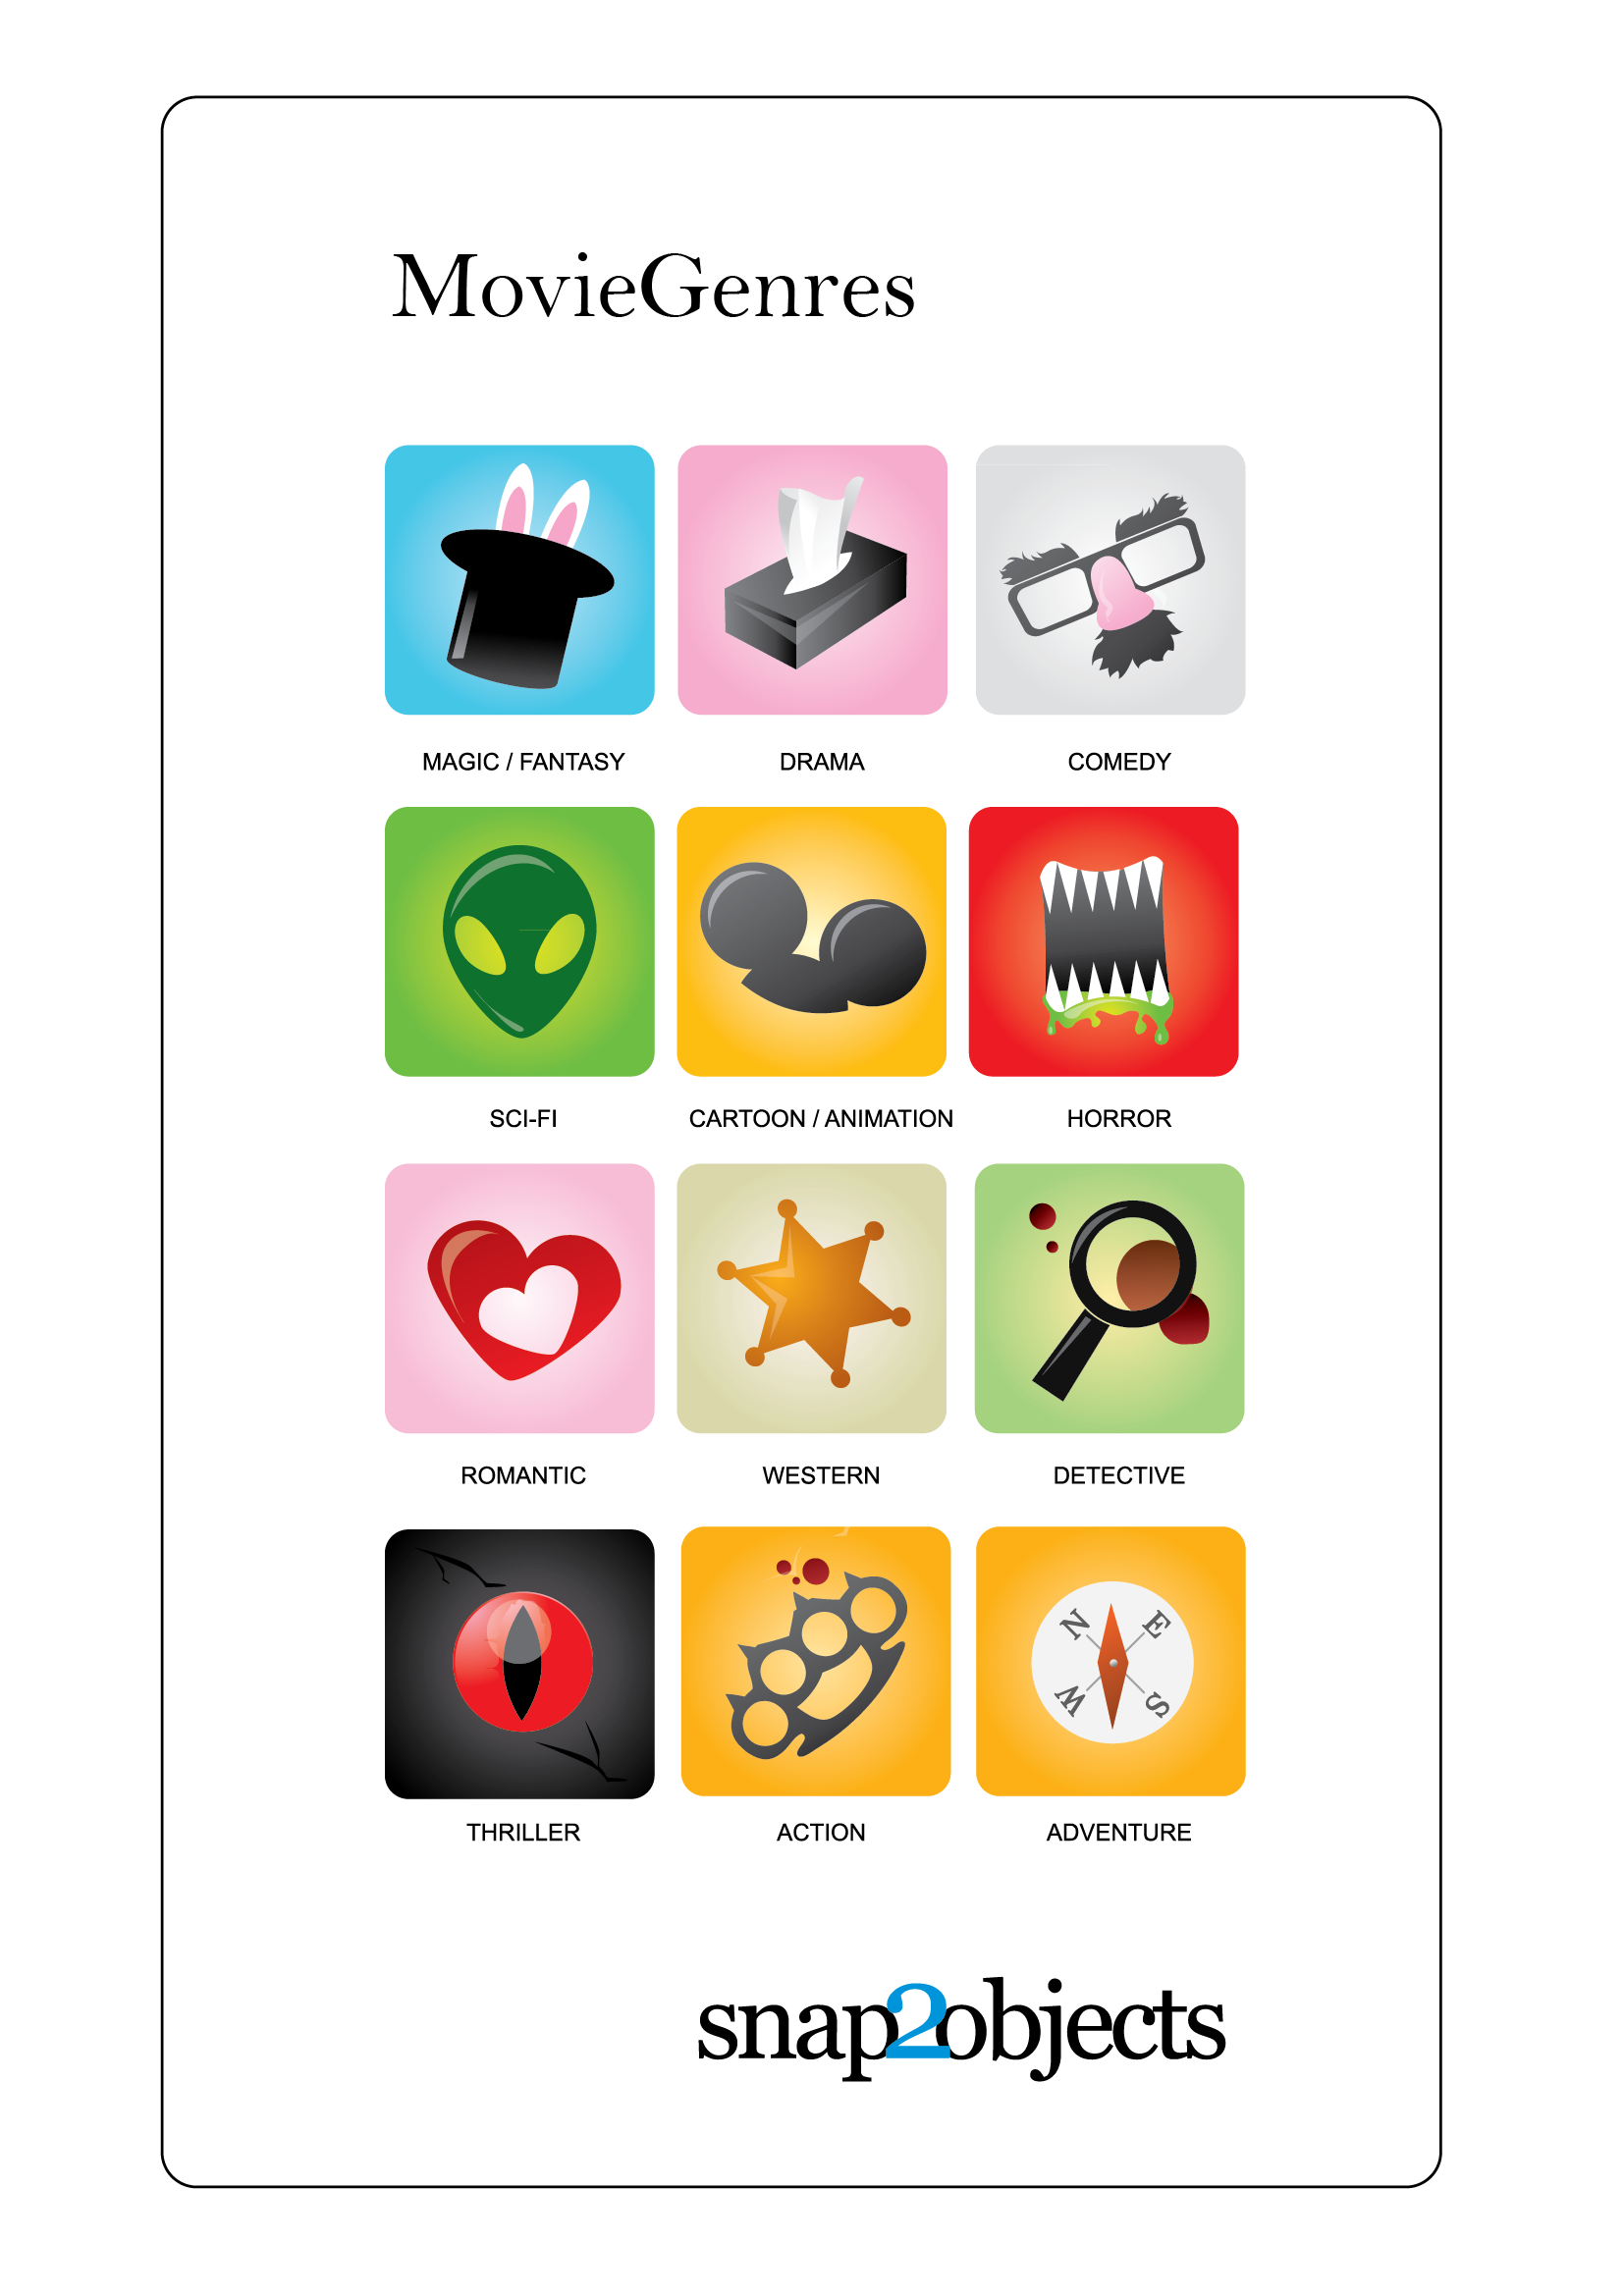 MovieGenres
MAGIC / FANTASY
DRAMA
COMEDY
SCI-FI
CARTOON / ANIMATION
HORROR
ROMANTIC
WESTERN
DETECTIVE
N E
W S
THRILLER
ACTION
ADVENTURE
snap2objects